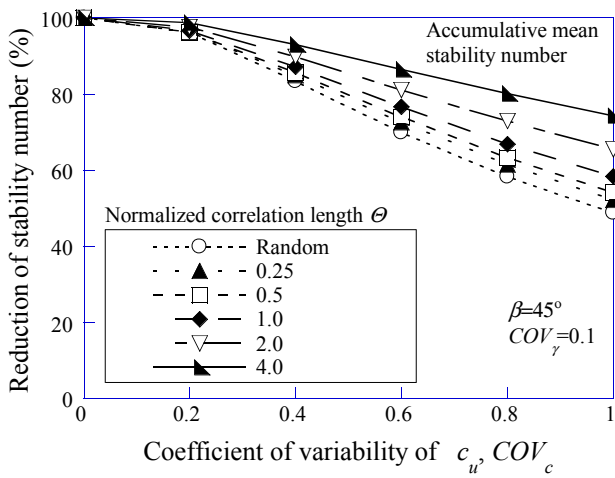 Reduction of stability number (%)
100
80
60
40
20
0
Accumulative mean
stability number
Normalized correlation length Θ
Random
0.25
0.5
1.0
2.0
4.0
β=45°
COVγ=0.1
0 0.2 0.4 0.6 0.8 1
Coefficient of variability of cu, COVc